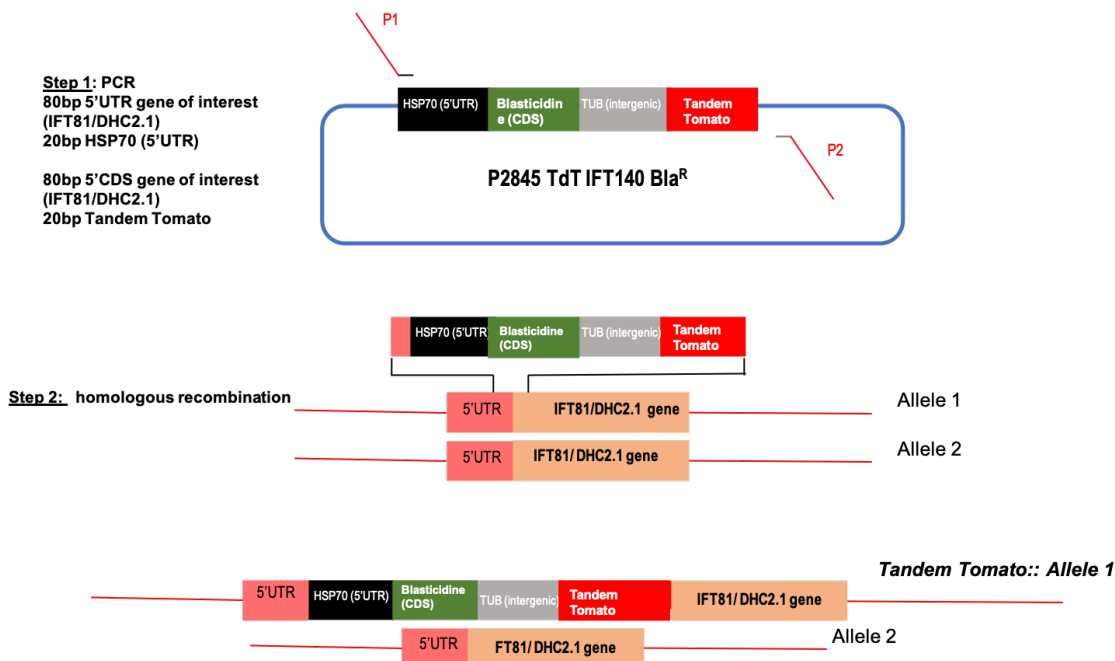 P1
Step 1: PCR
80bp 5'UTR gene of interest
(IFT81/DHC2.1)
20bp HSP70 (5'UTR)
80bp 5'CDS gene of interest
(IFT81/DHC2.1)
20bp Tandem Tomato
HSP70 (5'UTR)
Blasticidin
e (CDS)
TUB (intergenic)
Tandem
Tomato
P2
P2845 TdT IFT140 Bla^R
HSP70 (5'UTR)
Blasticidine
(CDS)
TUB (intergenic)
Tandem
Tomato
Step 2: homologous recombination
5'UTR
IFT81/DHC2.1 gene
Allele 1
5'UTR
IFT81/ DHC2.1 gene
Allele 2
Tandem Tomato:: Allele 1
5'UTR
HSP70 (5'UTR)
Blasticidine
(CDS)
TUB (intergenic)
Tandem
Tomato
IFT81/ DHC2.1 gene
5'UTR
FT81/ DHC2.1 gene
Allele 2